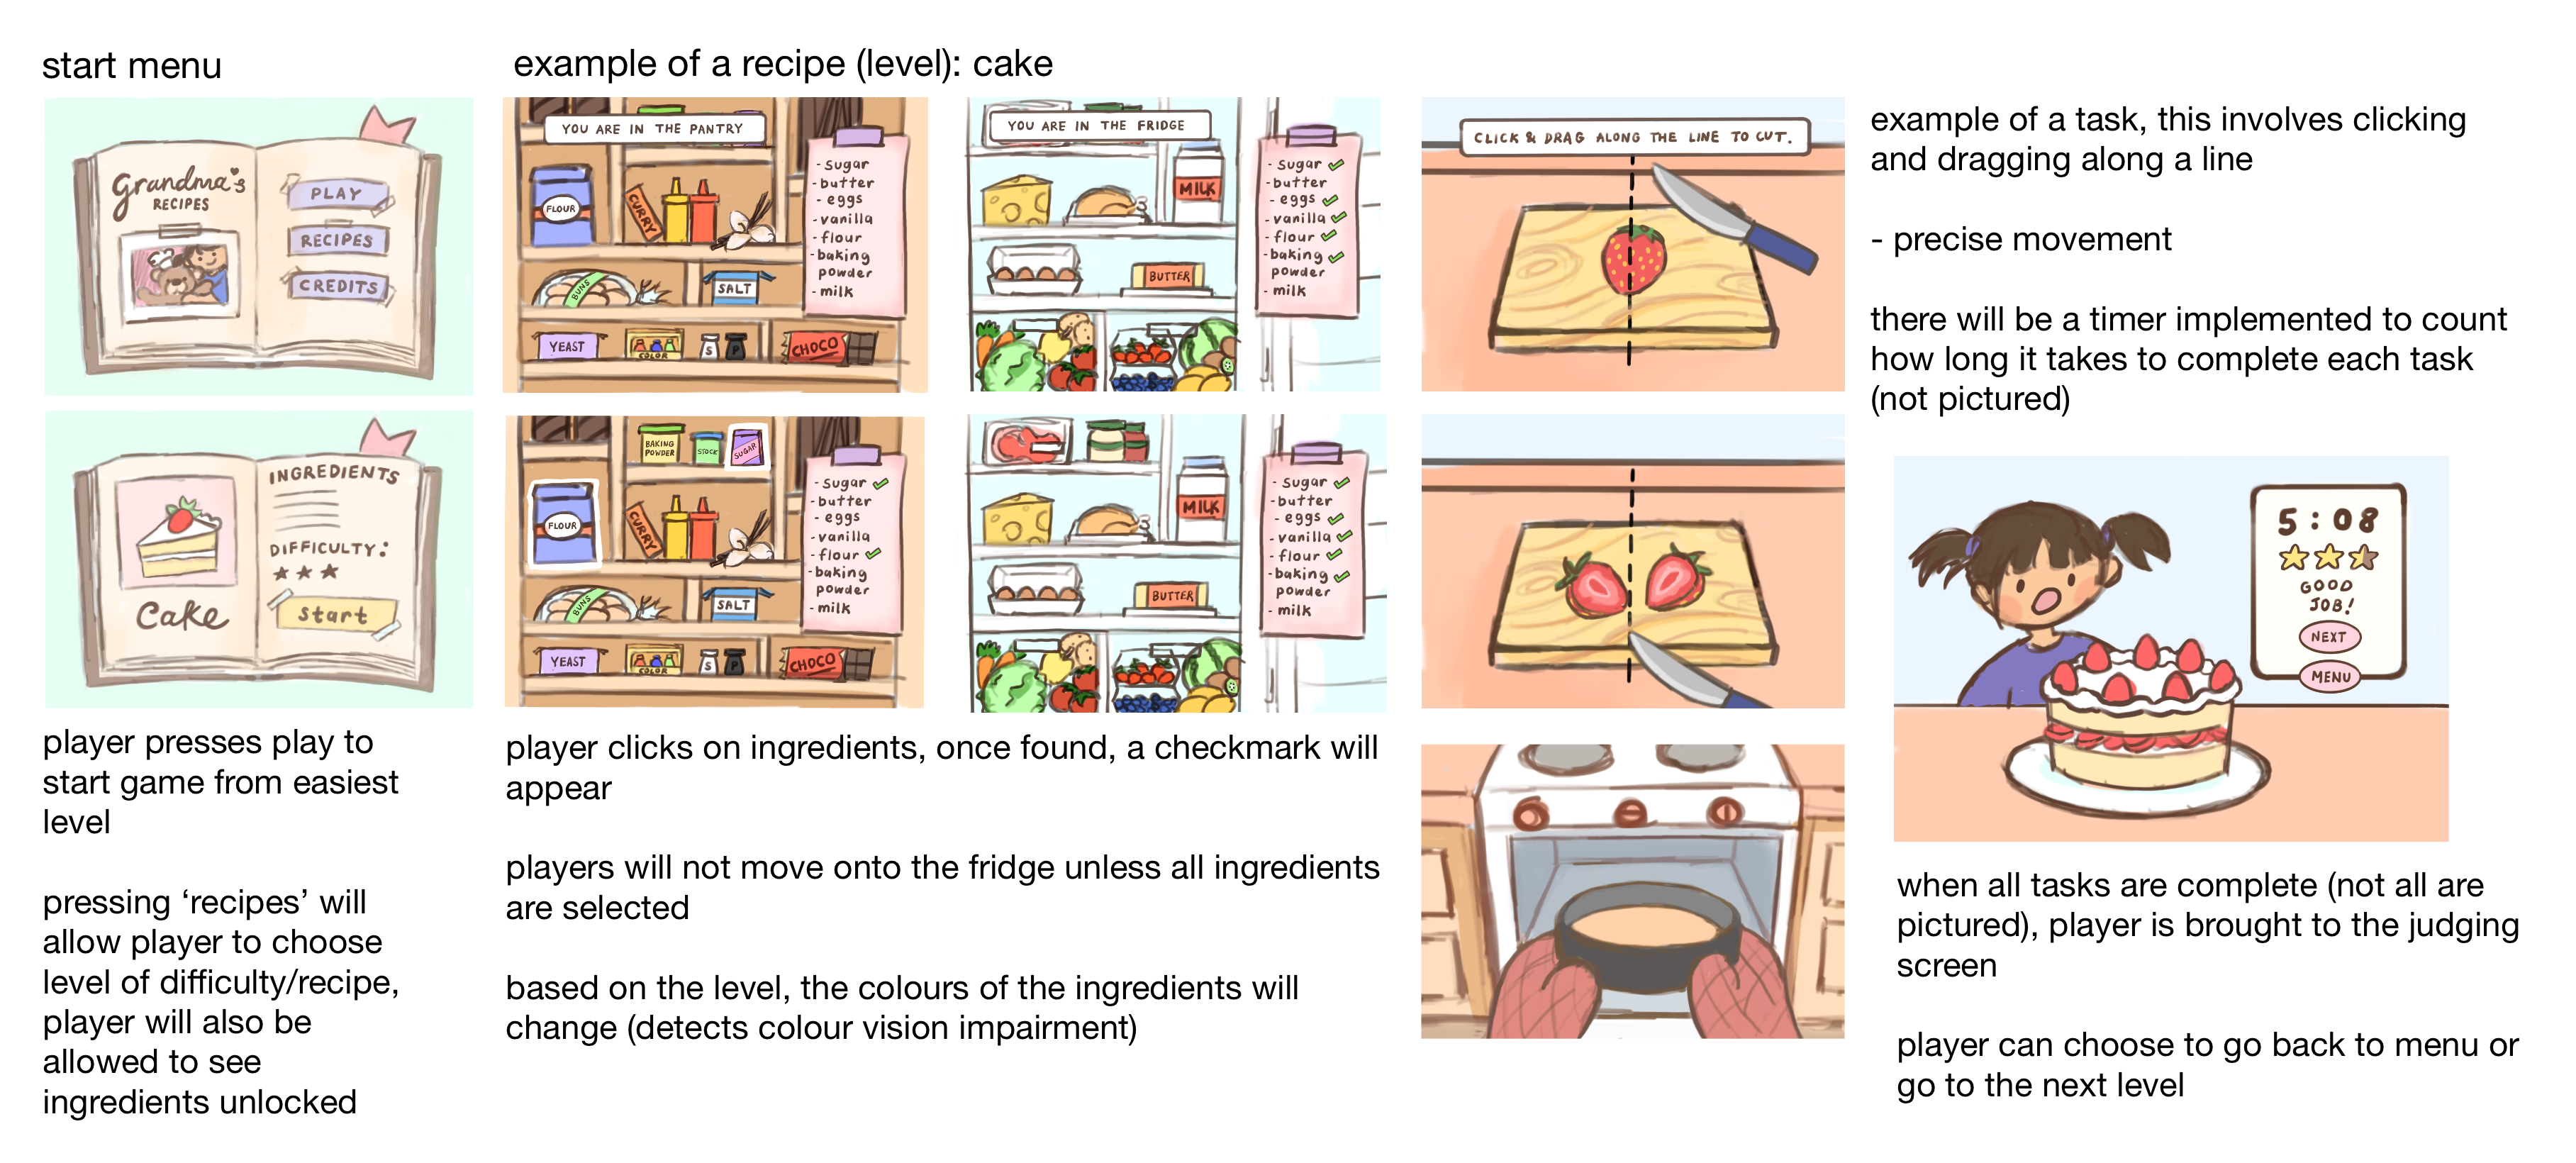 start menu
example of a recipe (level): cake
Grandma's
RECIPES
PLAY
RECIPES
CREDITS
Cake
INGREDIENTS
DIFFICULTY:
Start
player presses play to
start game from easiest
level
pressing ‘recipes’ will
allow player to choose
level of difficulty/recipe,
player will also be
allowed to see
ingredients unlocked
YOU ARE IN THE PANTRY
FLOUR
CURRY
BUNS
SALT
YEAST
COLOR
S
P
CHOCO
- sugar
- butter
- eggs
- vanilla
- flour
- baking
powder
- milk
YOU ARE IN THE FRIDGE
MILK
BUTTER
- sugar
- butter
- eggs
- vanilla
- flour
- baking
powder
- milk
BAKING
POWDER
STOCK
SUGAR
FLOUR
CURRY
BUNS
SALT
YEAST
COLOR
S
P
CHOCO
- sugar
- butter
- eggs
- vanilla
- flour
- baking
powder
- milk
MILK
BUTTER
- sugar
- butter
- eggs
- vanilla
- flour
- baking
powder
- milk
player clicks on ingredients, once found, a checkmark will
appear
players will not move onto the fridge unless all ingredients
are selected
based on the level, the colours of the ingredients will
change (detects colour vision impairment)
CLICK & DRAG ALONG THE LINE TO CUT.
example of a task, this involves clicking
and dragging along a line
- precise movement
there will be a timer implemented to count
how long it takes to complete each task
(not pictured)
5:08
GOOD
JOB!
NEXT
MENU
when all tasks are complete (not all are
pictured), player is brought to the judging
screen
player can choose to go back to menu or
go to the next level